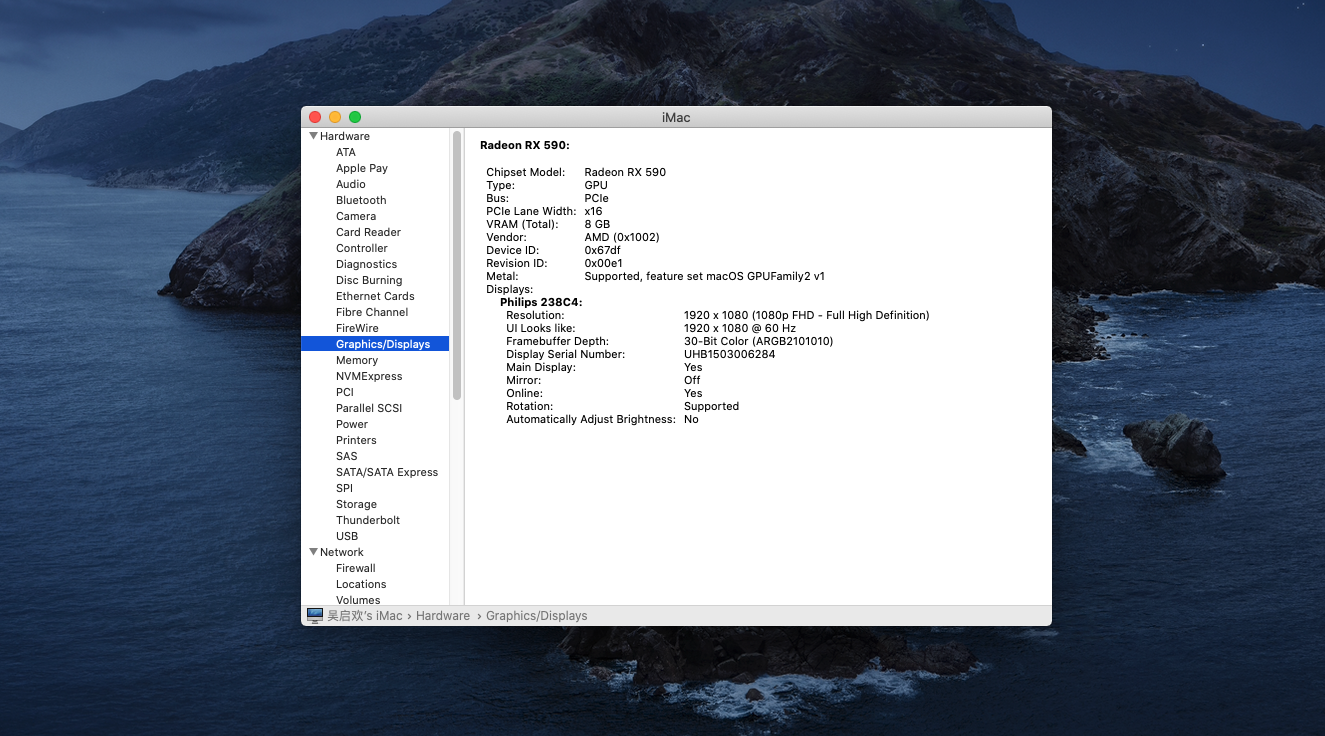 iMac
Hardware
ATA
Apple Pay
Audio
Bluetooth
Camera
Card Reader
Controller
Diagnostics
Disc Burning
Ethernet Cards
Fibre Channel
FireWire
Graphics/Displays
Memory
NVMExpress
PCI
Parallel SCSI
Power
Printers
SAS
SATA/SATA Express
SPI
Storage
Thunderbolt
USB
Network
Firewall
Locations
Volumes
Radeon RX 590:
Chipset Model: Radeon RX 590
Type: GPU
Bus: PCIe
PCIe Lane Width: x16
VRAM (Total): 8 GB
Vendor: AMD (0x1002)
Device ID: 0x67df
Revision ID: 0x00e1
Metal: Supported, feature set macOS GPUFamily2 v1
Displays:
Philips 238C4:
Resolution: 1920 x 1080 (1080p FHD - Full High Definition)
UI Looks like: 1920 x 1080 @ 60 Hz
Framebuffer Depth: 30-Bit Color (ARGB2101010)
Display Serial Number: UHB1503006284
Main Display: Yes
Mirror: Off
Online: Yes
Rotation: Supported
Automatically Adjust Brightness: No
吴启欢's iMac › Hardware › Graphics/Displays